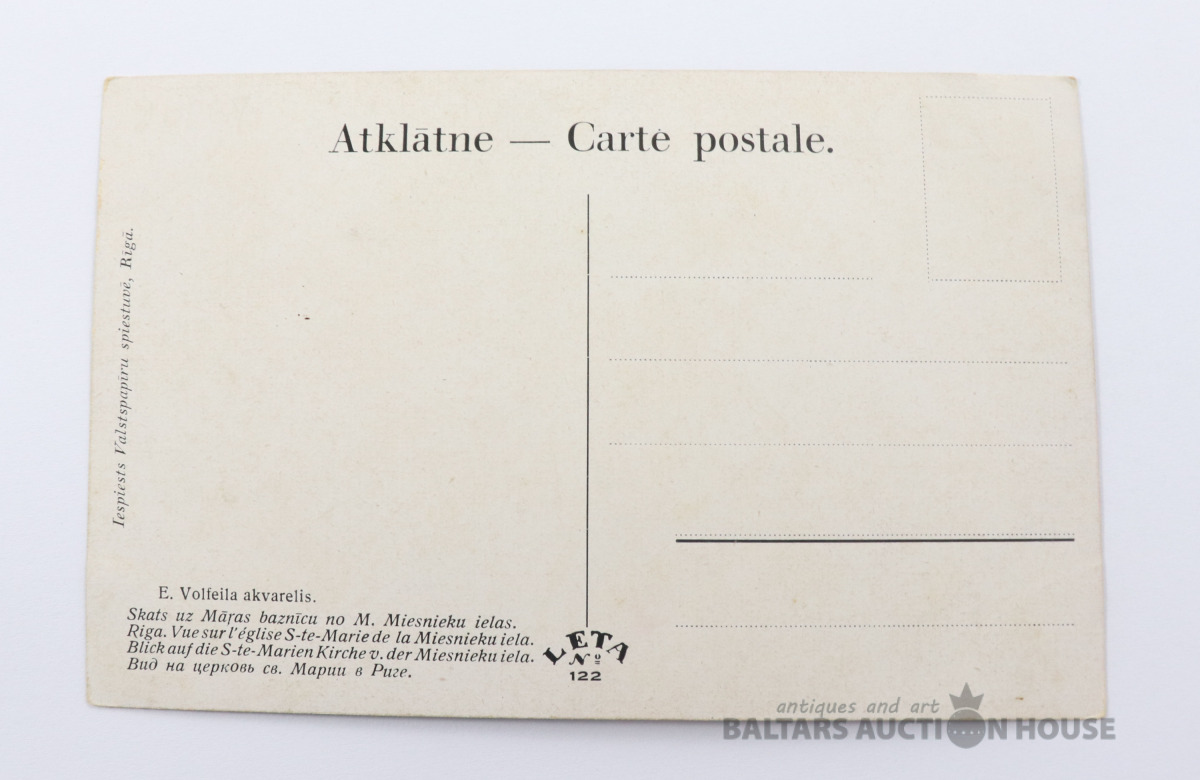 Atklātne — Cartė postale.
Iespiests Valstspapīru spiestuvē, Rīgā.
E. Volfeila akvarelis.
Skats uz Māŗas baznīcu no M. Miesnieku ielas.
Riga. Vue sur l'église S-te-Marie de la Miesnieku iela.
Blick auf die S-te-Marien Kirche v. der Miesnieku iela.
Вид на церковь св. Марии в Риге.
LETA
№
122
antiques and art
BALTARS AUCTION HOUSE